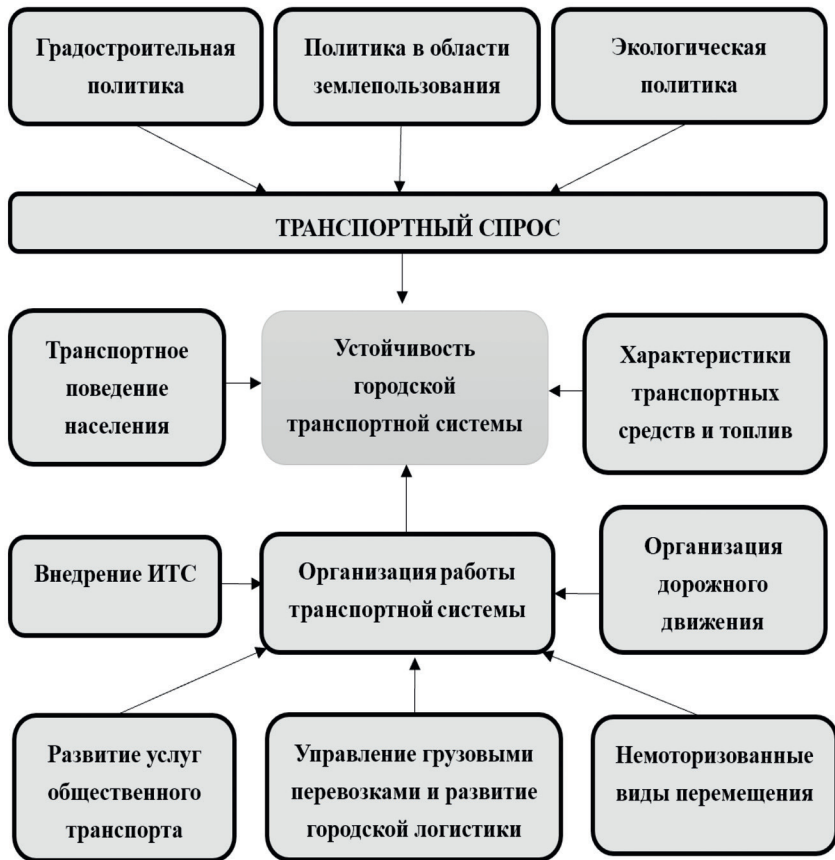 Градостроительная
политика
Политика в области
землепользования
Экологическая
политика
ТРАНСПОРТНЫЙ СПРОС
Транспортное
поведение
населения
Устойчивость
городской
транспортной системы
Характеристики
транспортных
средств и топлив
Внедрение ИТС
Организация работы
транспортной системы
Организация
дорожного
движения
Развитие услуг
общественного
транспорта
Управление грузовыми
перевозками и развитие
городской логистики
Немоторизованные
виды перемещения